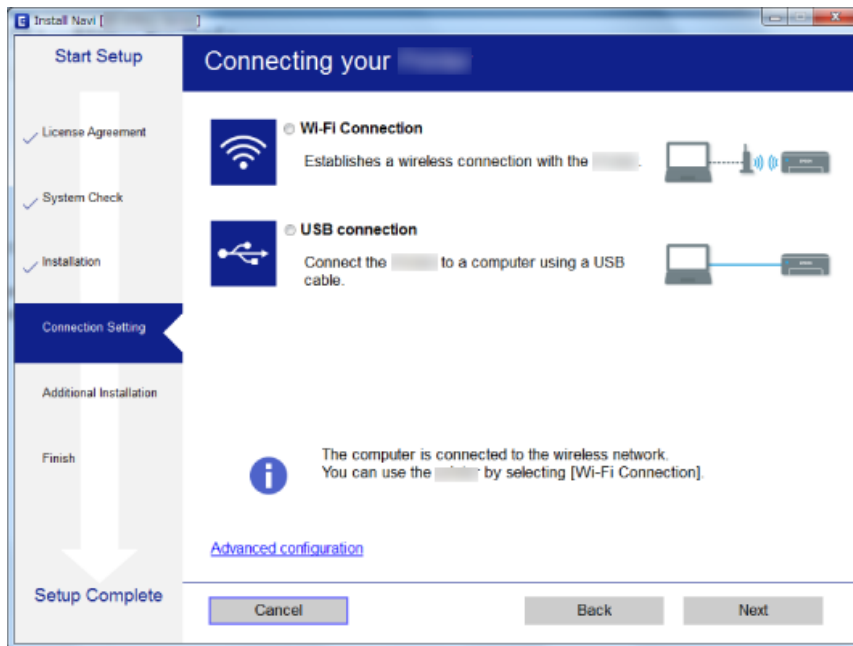 E Install Navi [ ]
Start Setup
Connecting your
License Agreement
System Check
Installation
Connection Setting
Additional Installation
Finish
Setup Complete
Wi-Fi Connection
Establishes a wireless connection with the .
USB connection
Connect the to a computer using a USB
cable.
The computer is connected to the wireless network.
You can use the by selecting [Wi-Fi Connection].
Advanced configuration
Cancel
Back
Next